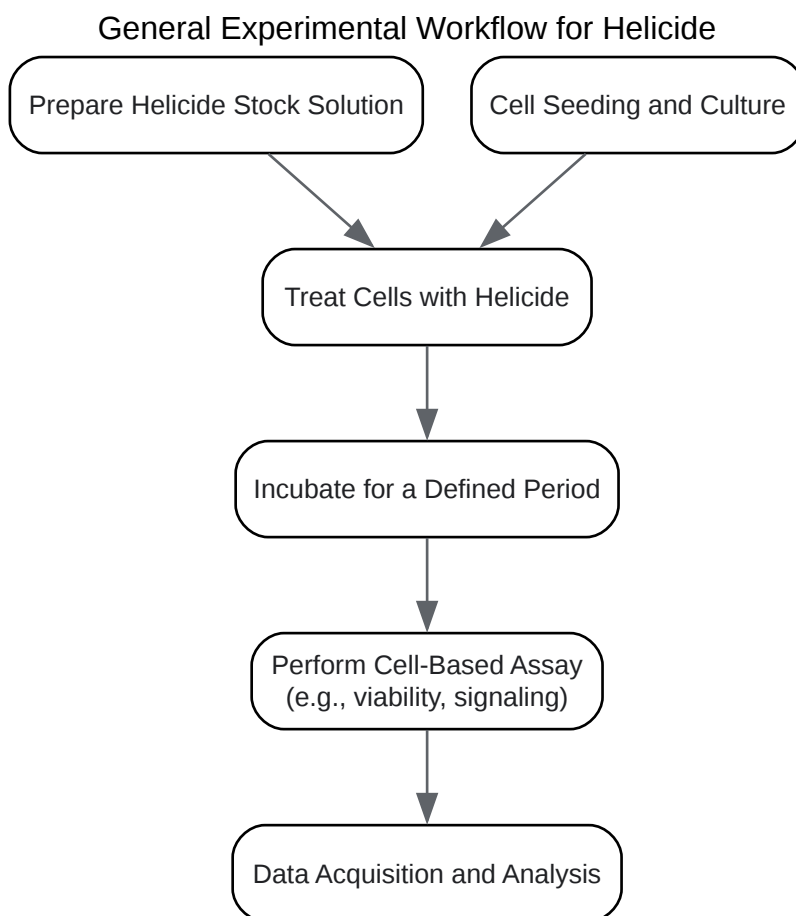 General Experimental Workflow for Helicide
Prepare Helicide Stock Solution
Cell Seeding and Culture
Treat Cells with Helicide
Incubate for a Defined Period
Perform Cell-Based Assay
(e.g., viability, signaling)
Data Acquisition and Analysis